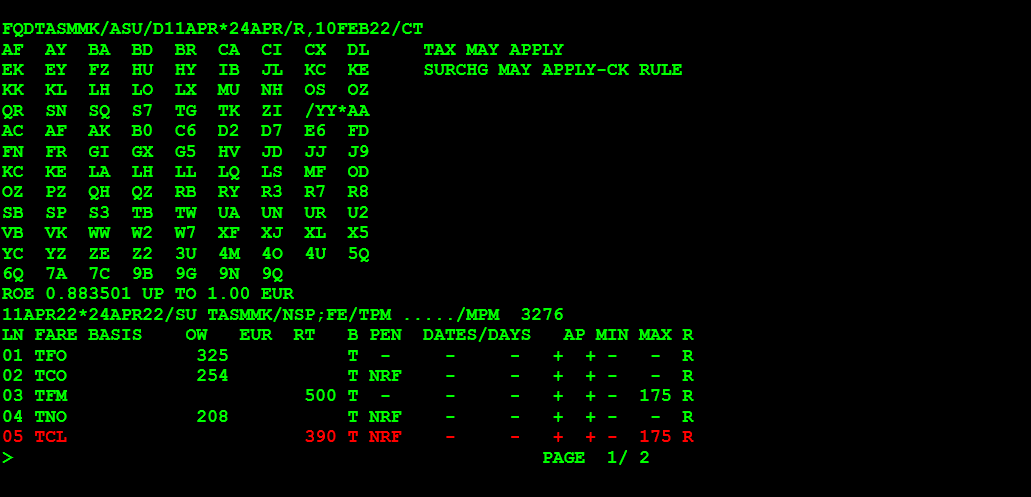 FQDTASMMK/ASU/D11APR*24APR/R,10FEB22/CT
AF AY BA BD BR CA CI CX DL TAX MAY APPLY
EK EY FZ HU HY IB JL KC KE SURCHG MAY APPLY-CK RULE
KK KL LH LO LX MU NH OS OZ
QR SN SQ S7 TG TK ZI /YY*AA
AC AF AK B0 C6 D2 D7 E6 FD
FN FR GI GX G5 HV JD JJ J9
KC KE LA LH LL LQ LS MF OD
OZ PZ QH QZ RB RY R3 R7 R8
SB SP S3 TB TW UA UN UR U2
VB VK WW W2 W7 XF XJ XL X5
YC YZ ZE Z2 3U 4M 4O 4U 5Q
6Q 7A 7C 9B 9G 9N 9Q
ROE 0.883501 UP TO 1.00 EUR
11APR22*24APR22/SU TASMMK/NSP;FE/TPM ...../MPM 3276
LN FARE BASIS OW EUR RT B PEN DATES/DAYS AP MIN MAX R
01 TFO 325 T - - - + + - - R
02 TCO 254 T NRF - - + + - - R
03 TFM 500 T - - - + + - 175 R
04 TNO 208 T NRF - - + + - - R
05 TCL 390 T NRF - - + + - 175 R
> PAGE 1/ 2